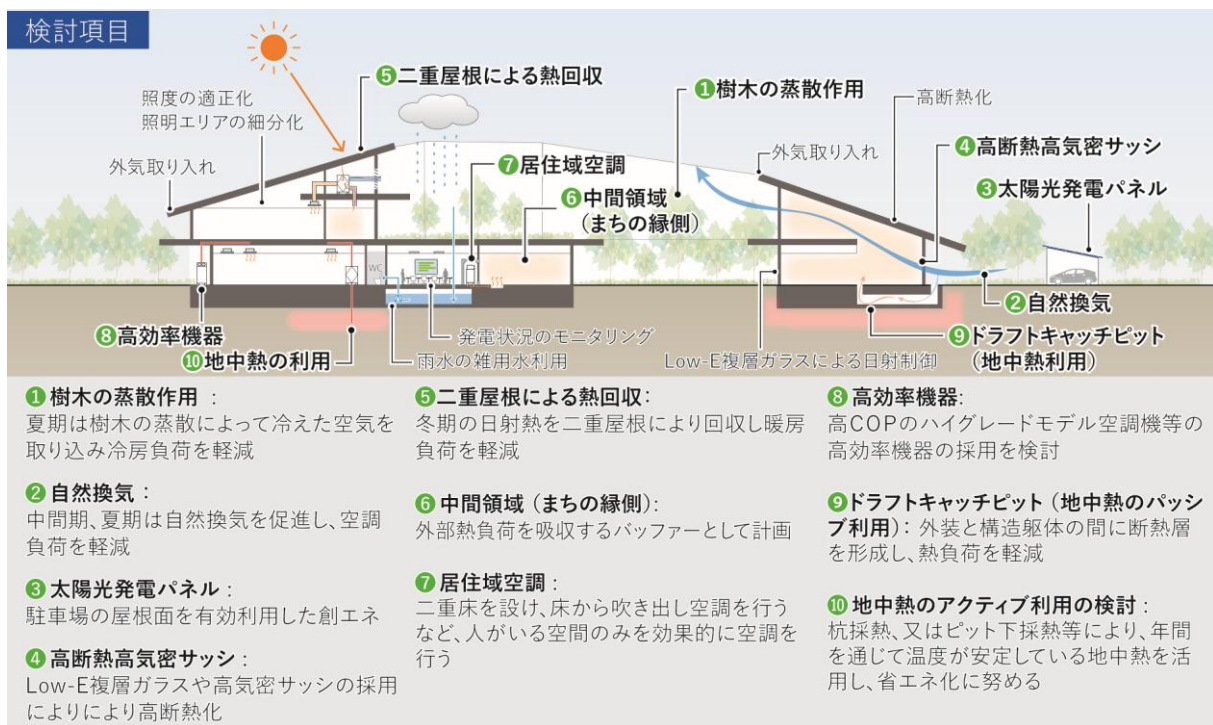 検討項目
⑤二重屋根による熱回収
①樹木の蒸散作用
照度の適正化
照明エリアの細分化
高断熱化
外気取り入れ
外気取り入れ
④高断熱高気密サッシ
⑦居住域空調
③太陽光発電パネル
⑥中間領域
(まちの縁側)
WC
②自然換気
⑧高効率機器
発電状況のモニタリング
⑨ドラフトキャッチピット
(地中熱利用)
⑩地中熱の利用
雨水の雑用水利用
Low-E複層ガラスによる日射制御
①樹木の蒸散作用 :
夏期は樹木の蒸散によって冷えた空気を
取り込み冷房負荷を軽減
②自然換気 :
中間期、夏期は自然換気を促進し、空調
負荷を軽減
③太陽光発電パネル :
駐車場の屋根面を有効利用した創エネ
④高断熱高気密サッシ :
Low-E複層ガラスや高気密サッシの採用
によりにより高断熱化
⑤二重屋根による熱回収:
冬期の日射熱を二重屋根により回収し暖房
負荷を軽減
⑥中間領域 (まちの縁側):
外部熱負荷を吸収するバッファーとして計画
⑦居住域空調 :
二重床を設け、床から吹き出し空調を行う
など、人がいる空間のみを効果的に空調を
行う
⑧高効率機器:
高COPのハイグレードモデル空調機等の
高効率機器の採用を検討
⑨ドラフトキャッチピット (地中熱のパッシ
ブ利用) : 外装と構造躯体の間に断熱層
を形成し、熱負荷を軽減
⑩地中熱のアクティブ利用の検討 :
杭採熱、又はピット下採熱等により、年間
を通じて温度が安定している地中熱を活
用し、省エネ化に努める